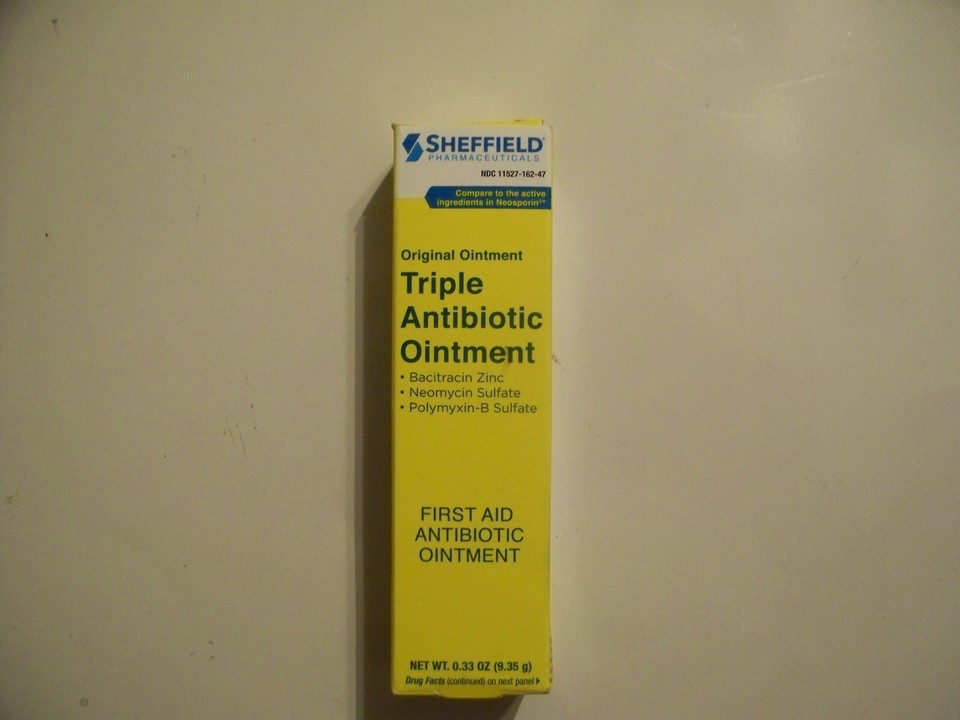 SHEFFIELD®
PHARMACEUTICALS
NDC 11527-162-47
Compare to the active
ingredients in Neosporin℠
Original Ointment
Triple
Antibiotic
Ointment
• Bacitracin Zinc
• Neomycin Sulfate
• Polymyxin-B Sulfate
FIRST AID
ANTIBIOTIC
OINTMENT
NET WT. 0.33 OZ (9.35 g)
Drug Facts (continued) on next panel